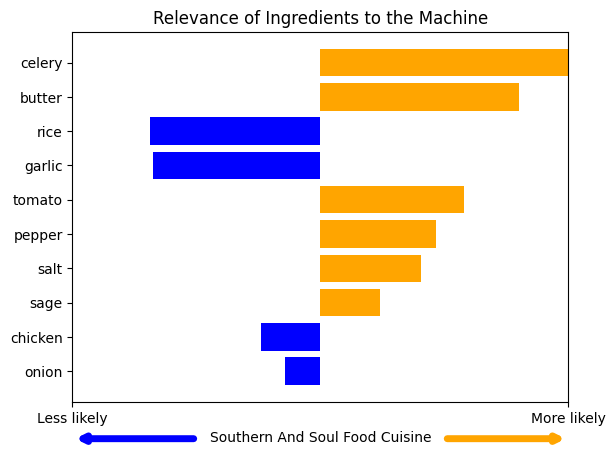 Relevance of Ingredients to the Machine
celery
butter
rice
garlic
tomato
pepper
salt
sage
chicken
onion
Less likely More likely
Southern And Soul Food Cuisine